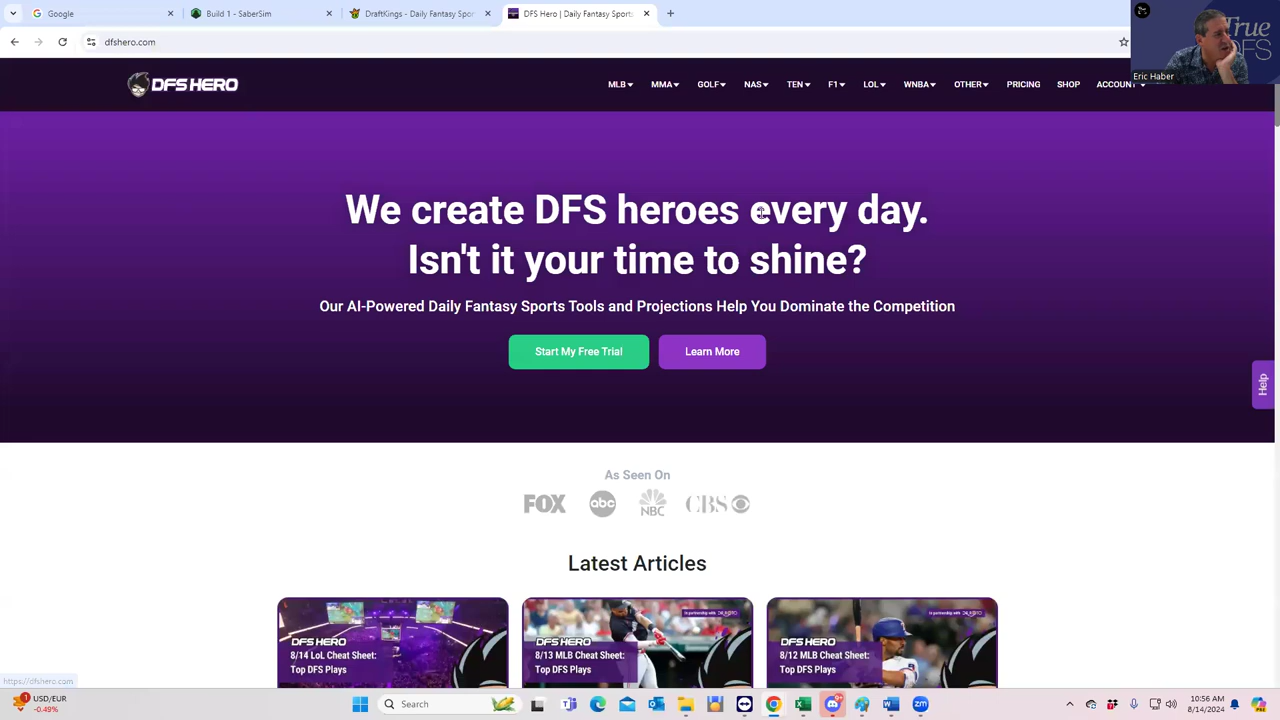 Google
Build 1 - SaberSim
DraftKings - Daily Fantasy Spor
DFS Hero | Daily Fantasy Sports
dfshero.com
True
DFS
Eric Haber
DFS HERO
MLB
MMA
GOLF
NAS
TEN
F1
LOL
WNBA
OTHER
PRICING
SHOP
ACCOUNT
We create DFS heroes every day.
Isn't it your time to shine?
Our AI-Powered Daily Fantasy Sports Tools and Projections Help You Dominate the Competition
Start My Free Trial
Learn More
Help
As Seen On
FOX
abc
NBC
CBS
Latest Articles
DFS HERO
8/14 LoL Cheat Sheet:
Top DFS Plays
DFS HERO
8/13 MLB Cheat Sheet:
Top DFS Plays
DFS HERO
8/12 MLB Cheat Sheet:
Top DFS Plays
https://dfshero.com
1
USD/EUR
-0.49%
Search
zm
10:56 AM
8/14/2024